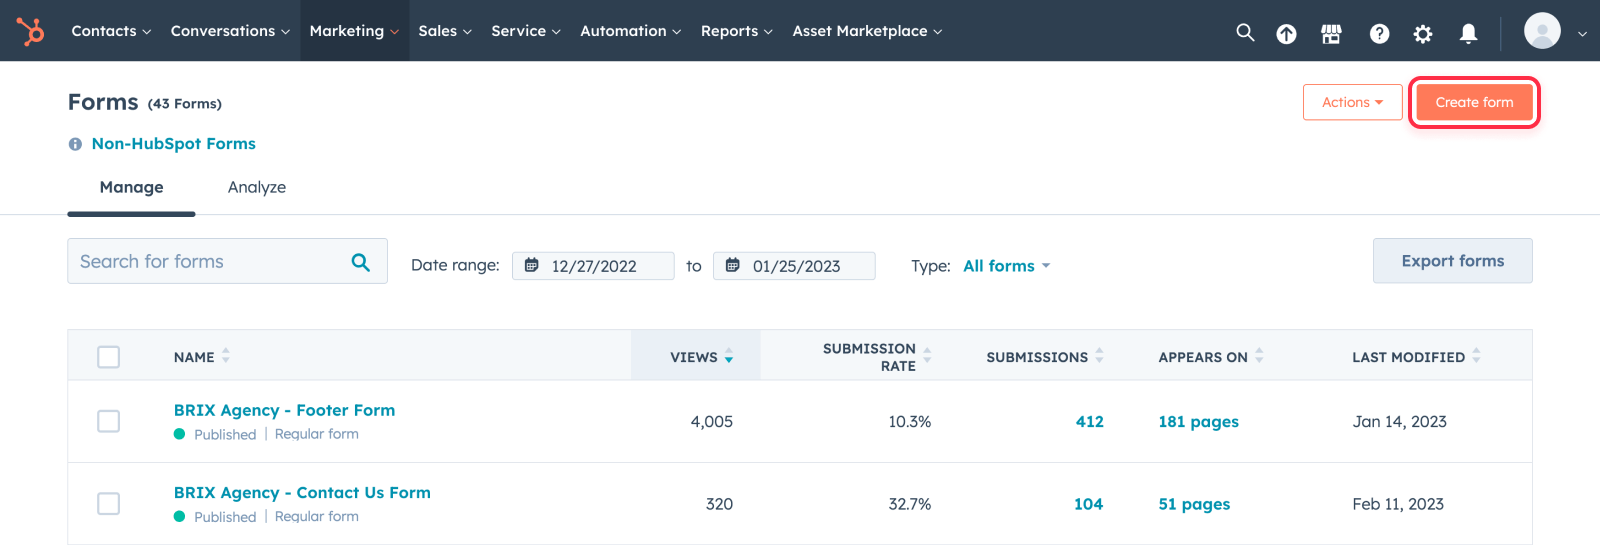 Contacts Conversations Marketing Sales Service Automation Reports Asset Marketplace
Forms (43 Forms)
Actions Create form
Non-HubSpot Forms
Manage Analyze
Search for forms Date range: 12/27/2022 to 01/25/2023 Type: All forms Export forms
NAME VIEWS SUBMISSION RATE SUBMISSIONS APPEARS ON LAST MODIFIED
BRIX Agency - Footer Form
Published | Regular form
4,005 10.3% 412 181 pages Jan 14, 2023
BRIX Agency - Contact Us Form
Published | Regular form
320 32.7% 104 51 pages Feb 11, 2023